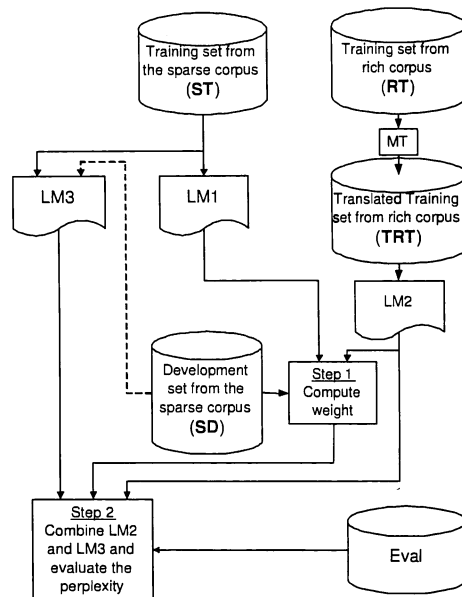 Training set from
the sparse corpus
(ST)
Training set from
rich corpus
(RT)
MT
LM3
LM1
Translated Training
set from rich corpus
(TRT)
LM2
Development
set from the
sparse corpus
(SD)
Step 1
Compute
weight
Step 2
Combine LM2
and LM3 and
evaluate the
perplexity
Eval